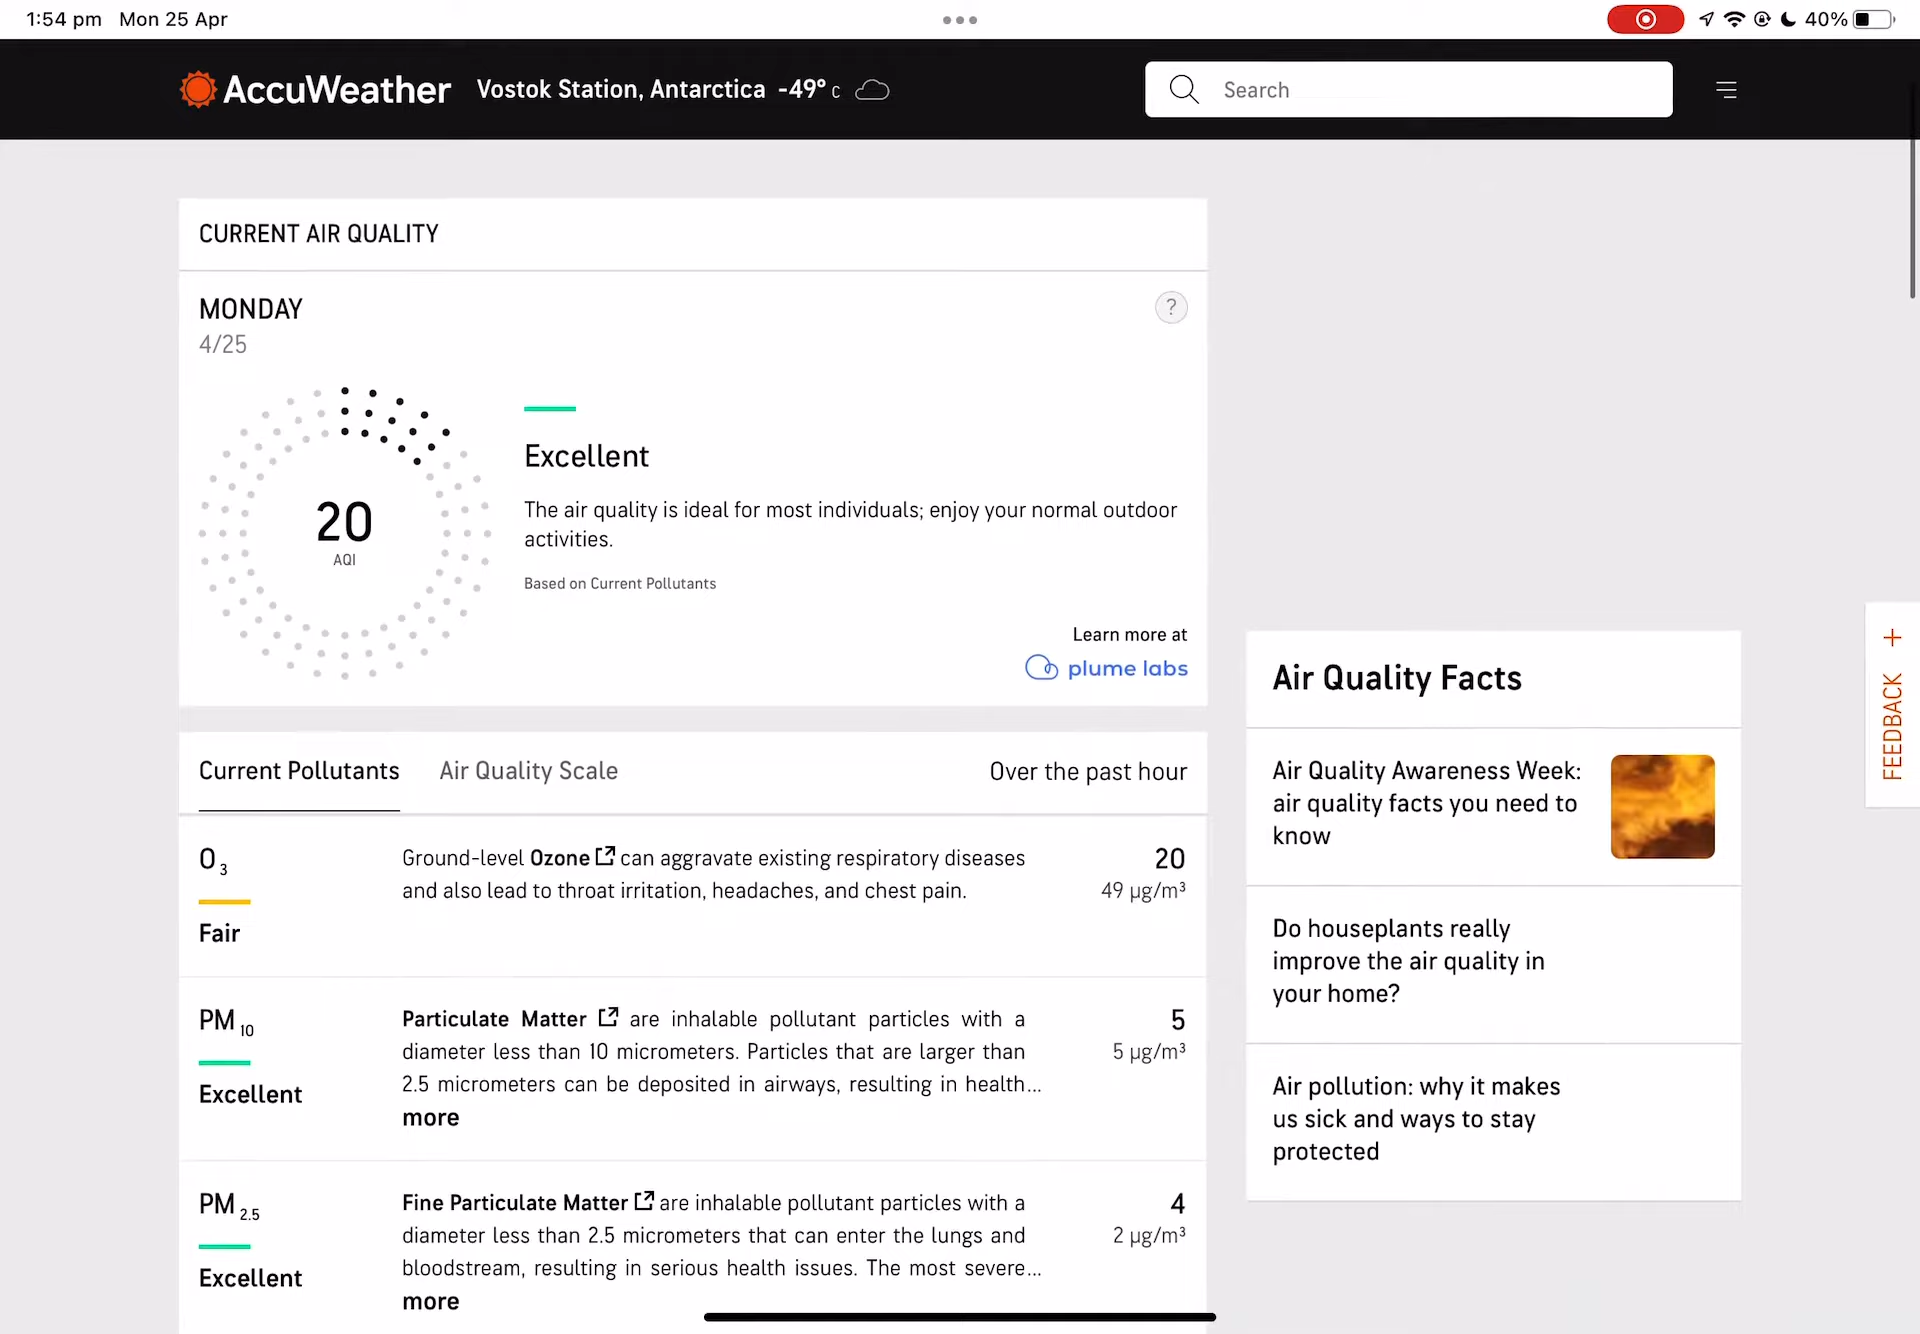 1:54 pm Mon 25 Apr
40%
AccuWeather Vostok Station, Antarctica -49° C
Search
CURRENT AIR QUALITY
MONDAY
4/25
?
20
AQI
Excellent
The air quality is ideal for most individuals; enjoy your normal outdoor
activities.
Based on Current Pollutants
Learn more at
plume labs
Current Pollutants Air Quality Scale Over the past hour
O3
Fair
Ground-level Ozone can aggravate existing respiratory diseases
and also lead to throat irritation, headaches, and chest pain.
20
49 µg/m³
PM10
Excellent
Particulate Matter are inhalable pollutant particles with a
diameter less than 10 micrometers. Particles that are larger than
2.5 micrometers can be deposited in airways, resulting in health...
more
5
5 µg/m³
PM2.5
Excellent
Fine Particulate Matter are inhalable pollutant particles with a
diameter less than 2.5 micrometers that can enter the lungs and
bloodstream, resulting in serious health issues. The most severe...
more
4
2 µg/m³
Air Quality Facts
Air Quality Awareness Week:
air quality facts you need to
know
Do houseplants really
improve the air quality in
your home?
Air pollution: why it makes
us sick and ways to stay
protected
FEEDBACK +